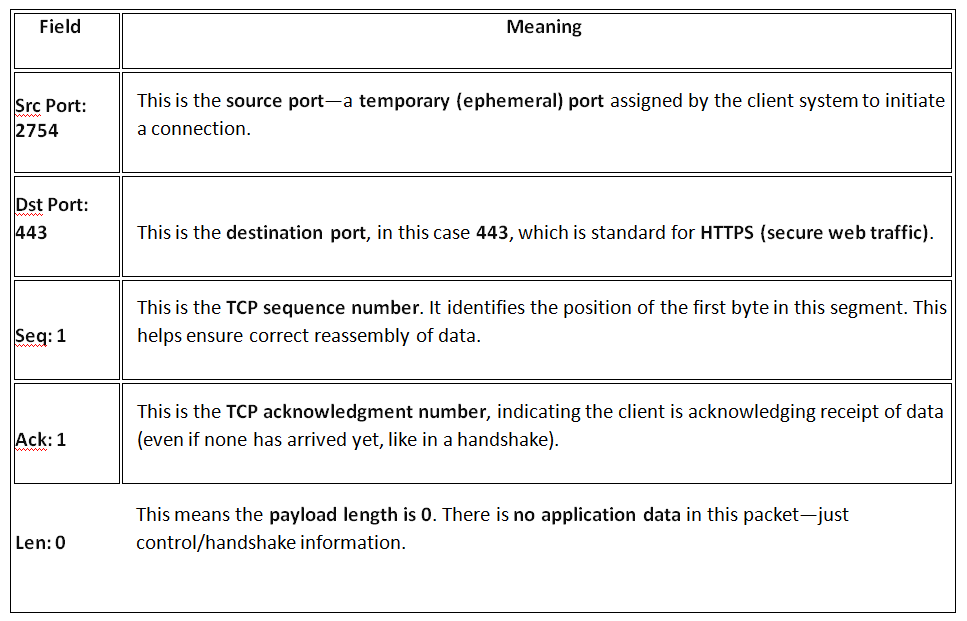 Field
Meaning
Src Port:
2754
This is the source port—a temporary (ephemeral) port assigned by the client system to initiate
a connection.
Dst Port:
443
This is the destination port, in this case 443, which is standard for HTTPS (secure web traffic).
Seq: 1
This is the TCP sequence number. It identifies the position of the first byte in this segment. This
helps ensure correct reassembly of data.
Ack: 1
This is the TCP acknowledgment number, indicating the client is acknowledging receipt of data
(even if none has arrived yet, like in a handshake).
Len: 0
This means the payload length is 0. There is no application data in this packet—just
control/handshake information.